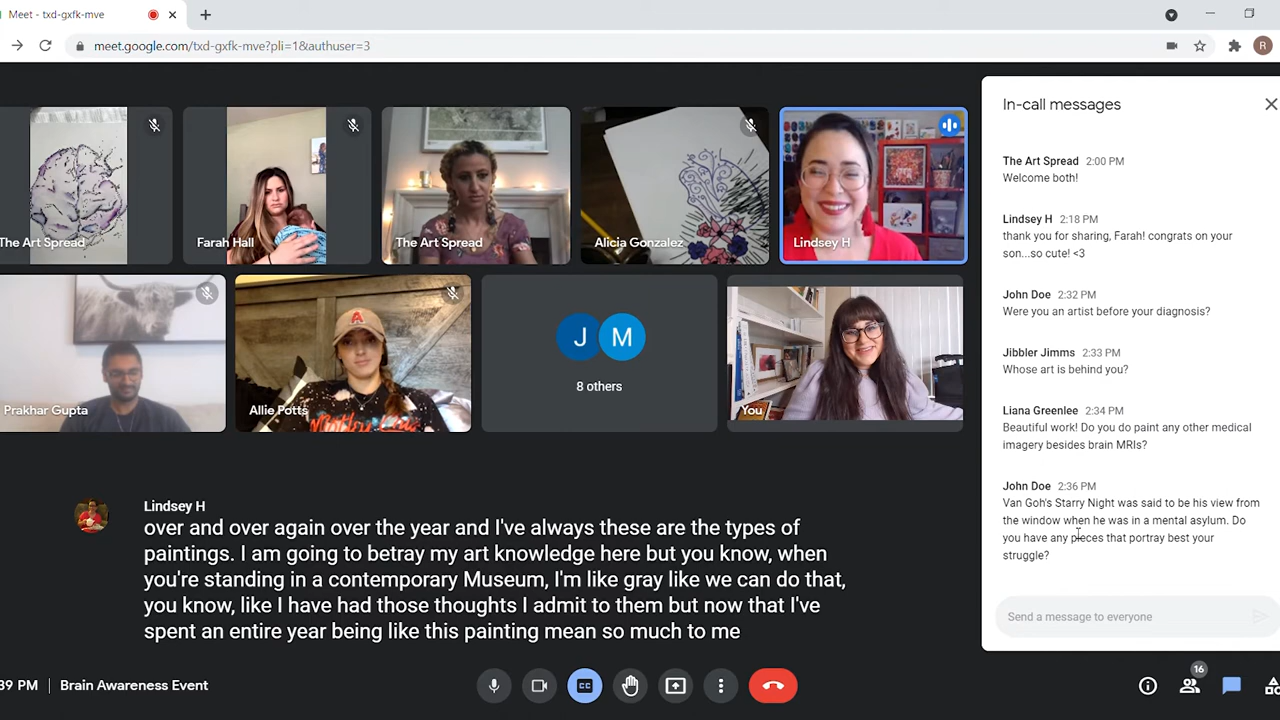 Meet - txd-gxfk-mve
meet.google.com/txd-gxfk-mve?pli=1&authuser=3
R
The Art Spread
Farah Hall
The Art Spread
Alicia Gonzalez
Lindsey H
Prakhar Gupta
A
Allie Potts
J M
8 others
You
Lindsey H
over and over again over the year and I've always these are the types of
paintings. I am going to betray my art knowledge here but you know, when
you're standing in a contemporary Museum, I'm like gray like we can do that,
you know, like I have had those thoughts I admit to them but now that I've
spent an entire year being like this painting mean so much to me
In-call messages
The Art Spread 2:00 PM
Welcome both!
Lindsey H 2:18 PM
thank you for sharing, Farah! congrats on your
son...so cute! <3
John Doe 2:32 PM
Were you an artist before your diagnosis?
Jibbler Jimms 2:33 PM
Whose art is behind you?
Liana Greenlee 2:34 PM
Beautiful work! Do you do paint any other medical
imagery besides brain MRIs?
John Doe 2:36 PM
Van Goh's Starry Night was said to be his view from
the window when he was in a mental asylum. Do
you have any pieces that portray best your
struggle?
Send a message to everyone
39 PM | Brain Awareness Event
CC
16